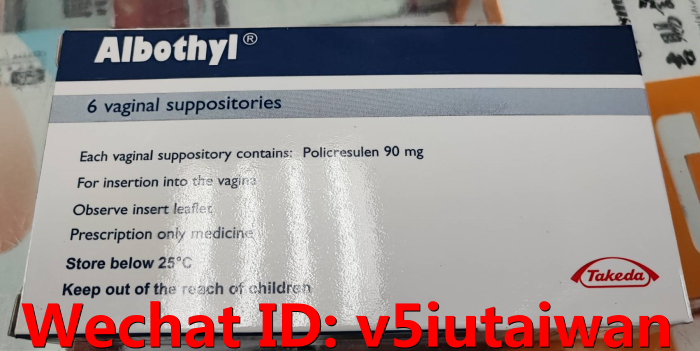 Albothyl®
6 vaginal suppositories
Each vaginal suppository contains: Policresulen 90 mg
For insertion into the vagina
Observe insert leaflet
Prescription only medicine
Store below 25°C
Keep out of the reach of children
Takeda
Wechat ID: v5iutaiwan